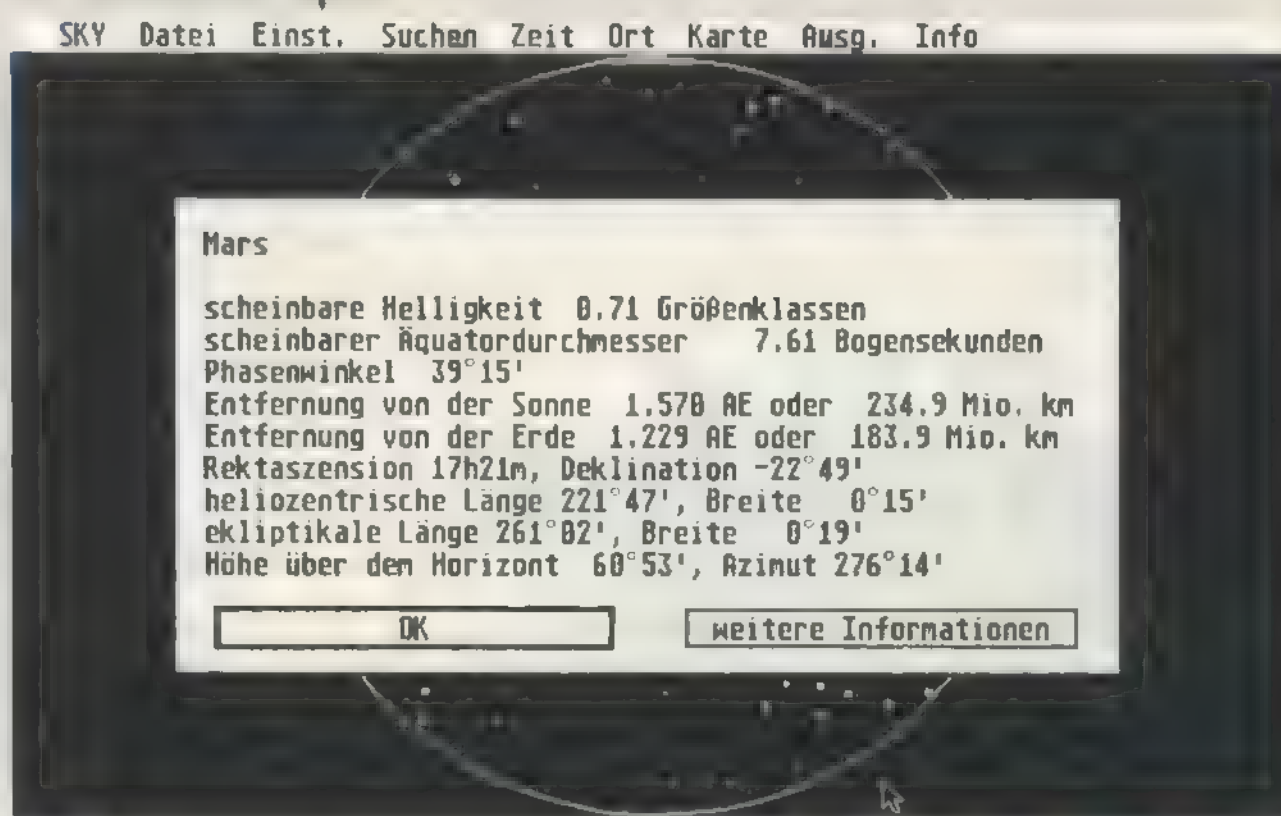 SKY Datei Einst. Suchen Zeit Ort Karte Ausg. Info
Mars
scheinbare Helligkeit 0.71 Größenklassen
scheinbarer Äquatordurchmesser 7.61 Bogensekunden
Phasenwinkel 39°15'
Entfernung von der Sonne 1.570 AE oder 234.9 Mio. km
Entfernung von der Erde 1.229 AE oder 183.9 Mio. km
Rektaszension 17h21m, Deklination -22°49'
heliozentrische Länge 221°47', Breite 0°15'
ekliptikale Länge 261°02', Breite 0°19'
Höhe über dem Horizont 60°53', Azimut 276°14'
OK weitere Informationen